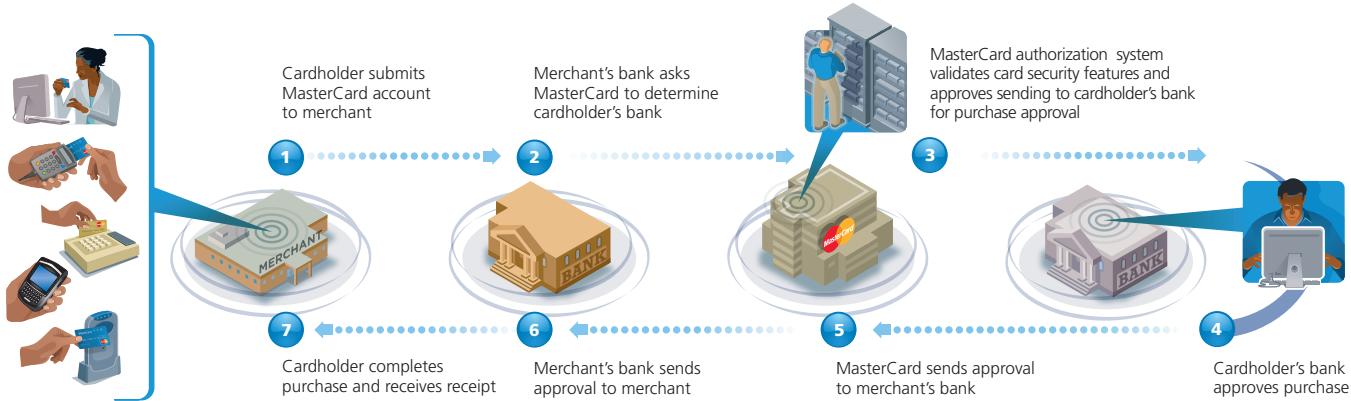 Cardholder submits
MasterCard account
to merchant
1
Merchant's bank asks
MasterCard to determine
cardholder's bank
2
MasterCard authorization system
validates card security features and
approves sending to cardholder's bank
for purchase approval
3
MERCHANT
BANK
MasterCard
BANK
4
Cardholder's bank
approves purchase
5
MasterCard sends approval
to merchant's bank
6
Merchant's bank sends
approval to merchant
7
Cardholder completes
purchase and receives receipt